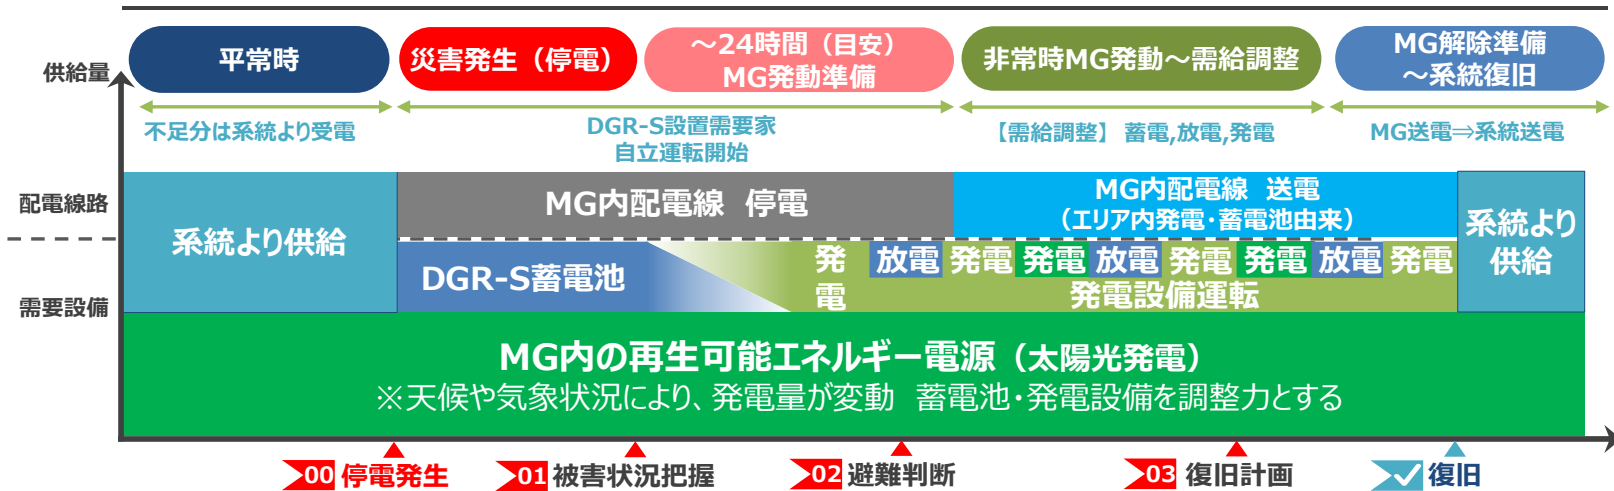 平常時
災害発生（停電）
～24時間（目安）
MG発動準備
非常時MG発動～需給調整
MG解除準備
～系統復旧
供給量
不足分は系統より受電
DGR-S設置需要家
自立運転開始
【需給調整】 蓄電,放電,発電
MG送電⇒系統送電
配電線路
需要設備
系統より供給
MG内配電線 停電
MG内配電線 送電
（エリア内発電・蓄電池由来）
系統より
供給
DGR-S蓄電池
発
電
放電
発電
発電
放電
発電
発電
放電
発電
発電設備運転
MG内の再生可能エネルギー電源（太陽光発電）
※天候や気象状況により、発電量が変動 蓄電池・発電設備を調整力とする
00 停電発生
01 被害状況把握
02 避難判断
03 復旧計画
復旧